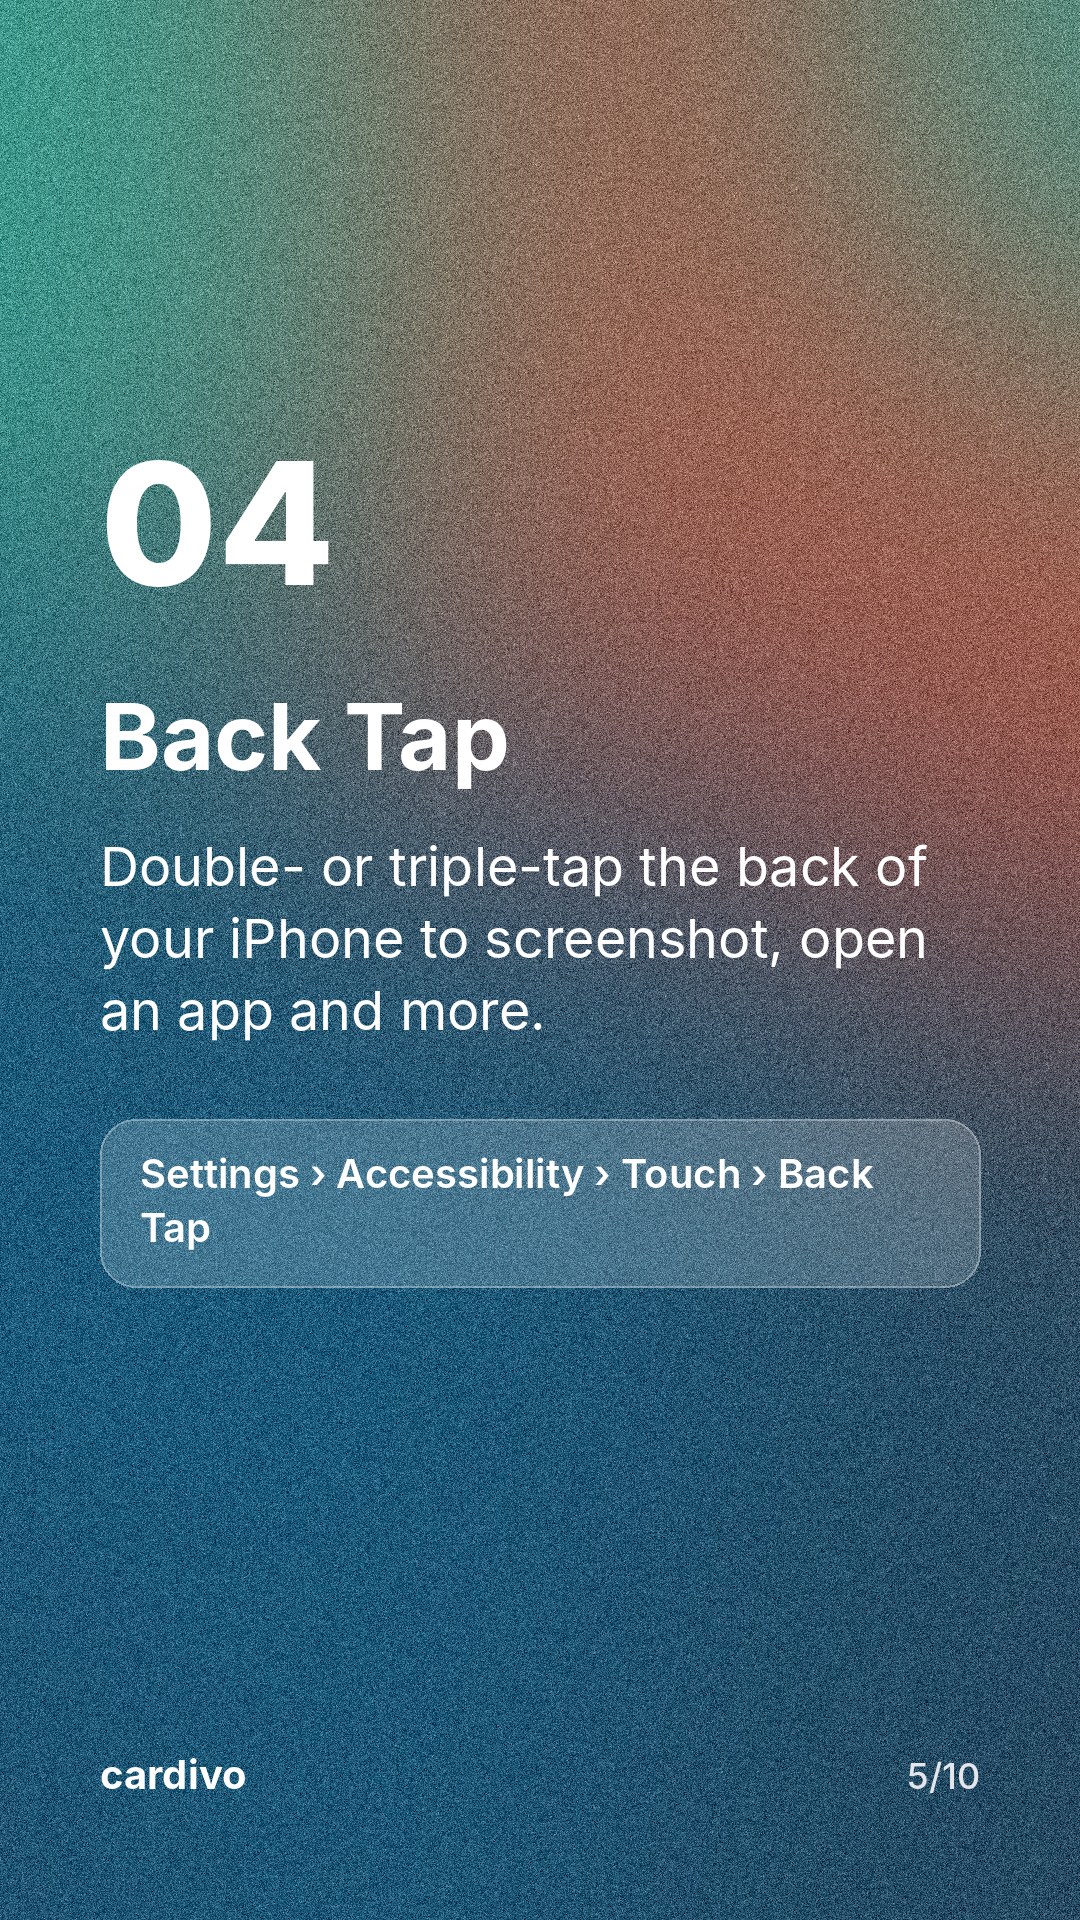 04
Back Tap
Double- or triple-tap the back of
your iPhone to screenshot, open
an app and more.
Settings › Accessibility › Touch › Back
Tap
cardivo
5/10